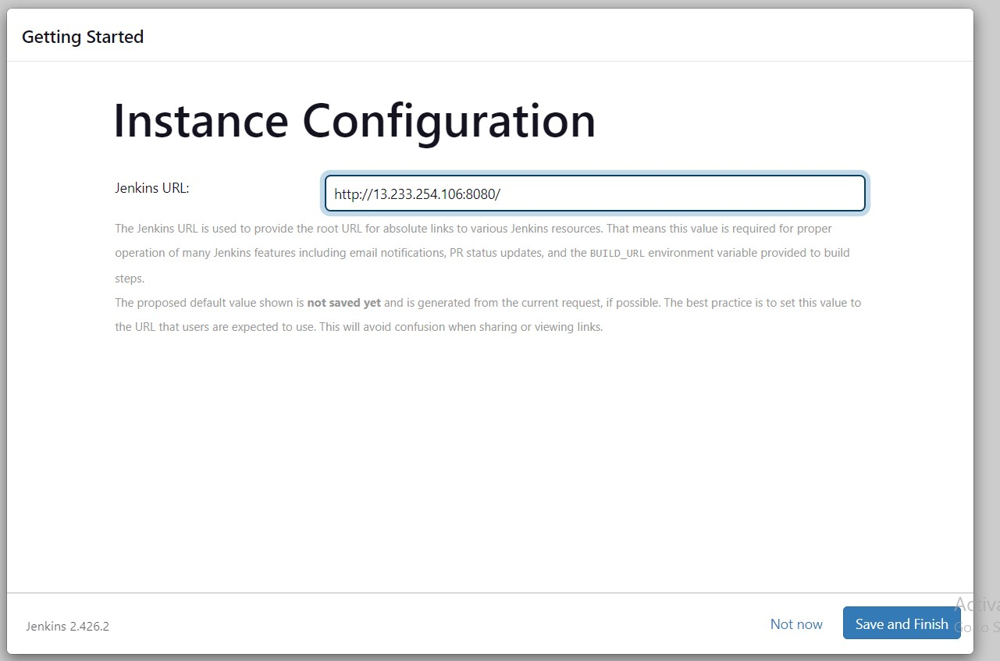 Getting Started
Instance Configuration
Jenkins URL:
http://13.233.254.106:8080/
The Jenkins URL is used to provide the root URL for absolute links to various Jenkins resources. That means this value is required for proper
operation of many Jenkins features including email notifications, PR status updates, and the BUILD_URL environment variable provided to build
steps.
The proposed default value shown is not saved yet and is generated from the current request, if possible. The best practice is to set this value to
the URL that users are expected to use. This will avoid confusion when sharing or viewing links.
Jenkins 2.426.2
Not now
Save and Finish